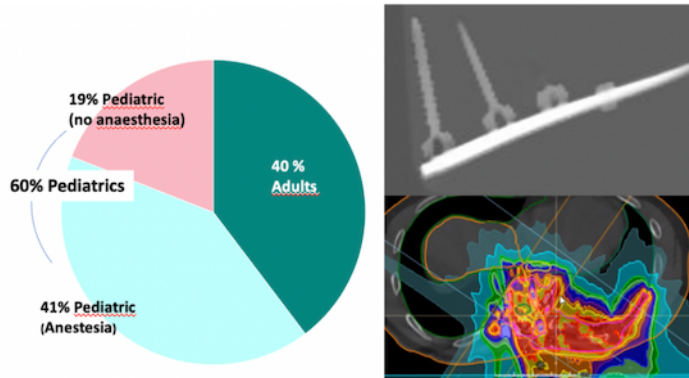 19% Pediatric
(no anaesthesia)
40 %
Adults
60% Pediatrics
41% Pediatric
(Anestesia)